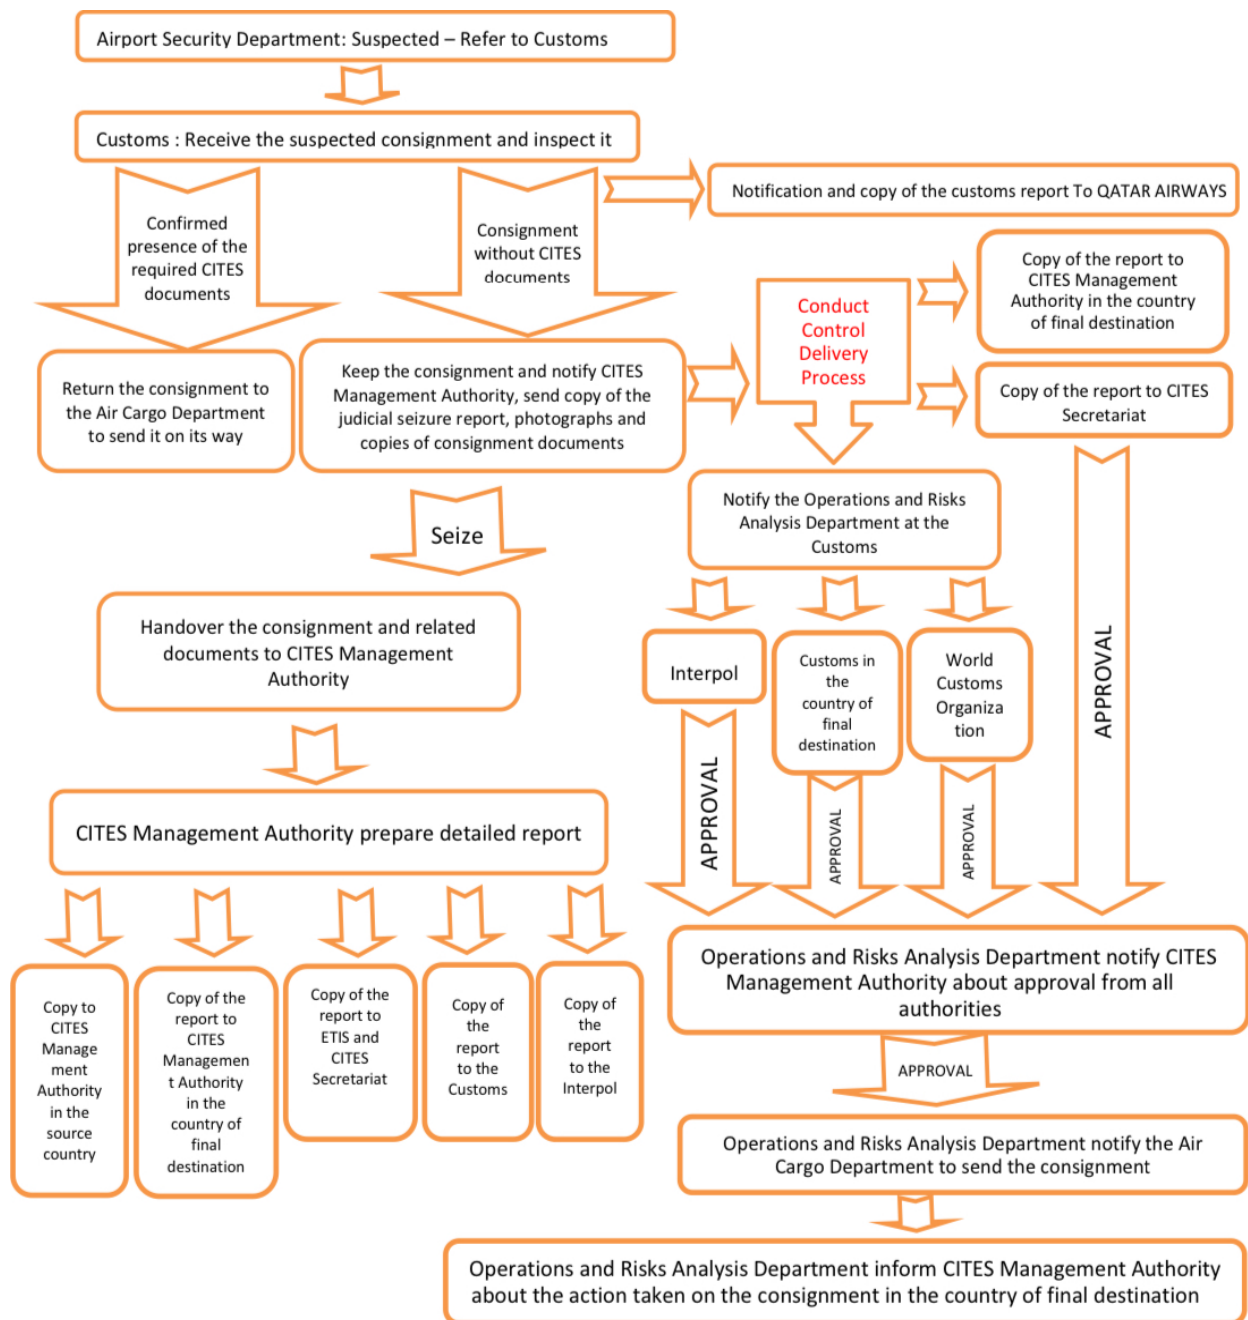 Airport Security Department: Suspected – Refer to Customs
Customs : Receive the suspected consignment and inspect it
Notification and copy of the customs report To QATAR AIRWAYS
Confirmed
presence of the
required CITES
documents
Consignment
without CITES
documents
Conduct
Control
Delivery
Process
Copy of the report to
CITES Management
Authority in the country
of final destination
Return the consignment to
the Air Cargo Department
to send it on its way
Keep the consignment and notify CITES
Management Authority, send copy of the
judicial seizure report, photographs and
copies of consignment documents
Copy of the report to CITES
Secretariat
Seize
Notify the Operations and Risks
Analysis Department at the
Customs
Handover the consignment and related
documents to CITES Management
Authority
Interpol
Customs in
the
country of
final
destination
World
Customs
Organiza
tion
APPROVAL
APPROVAL
APPROVAL
APPROVAL
CITES Management Authority prepare detailed report
Copy to
CITES
Manage
ment
Authority
in the
source
country
Copy of the
report to
CITES
Managemen
t Authority
in the
country of
final
destination
Copy of the
report to
ETIS and
CITES
Secretariat
Copy of
the
report
to the
Customs
Copy of
the
report
to the
Interpol
Operations and Risks Analysis Department notify CITES
Management Authority about approval from all
authorities
APPROVAL
Operations and Risks Analysis Department notify the Air
Cargo Department to send the consignment
Operations and Risks Analysis Department inform CITES Management Authority
about the action taken on the consignment in the country of final destination